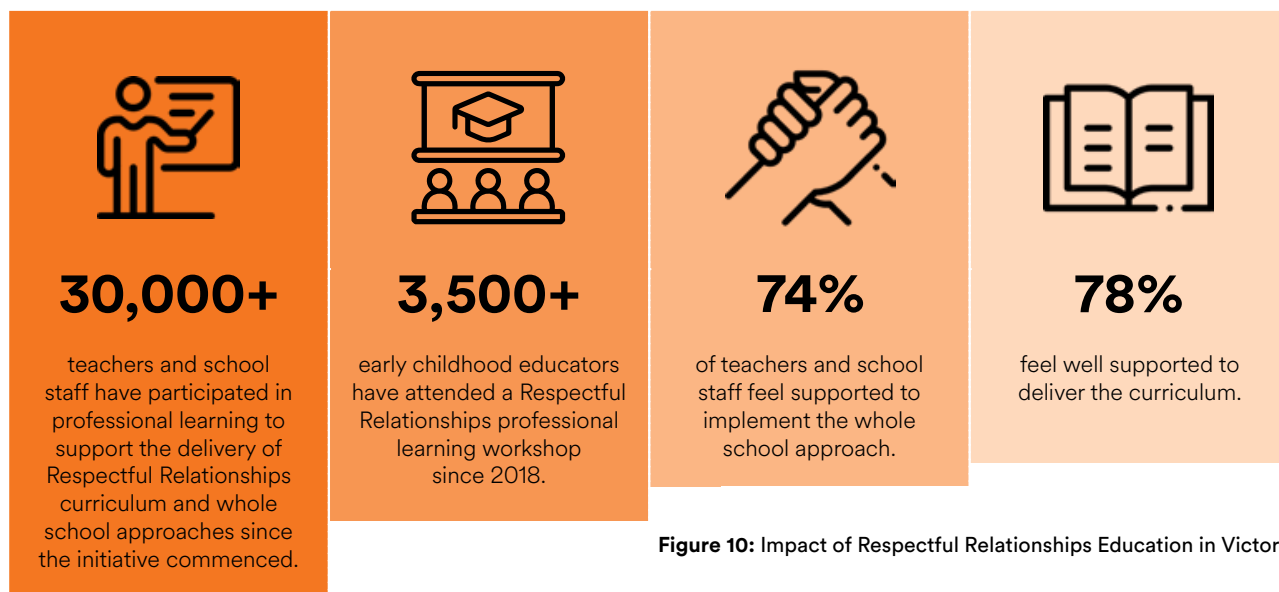 30,000+
teachers and school
staff have participated in
professional learning to
support the delivery of
Respectful Relationships
curriculum and whole
school approaches since
the initiative commenced.
3,500+
early childhood educators
have attended a Respectful
Relationships professional
learning workshop
since 2018.
74%
of teachers and school
staff feel supported to
implement the whole
school approach.
78%
feel well supported to
deliver the curriculum.
Figure 10: Impact of Respectful Relationships Education in Victor